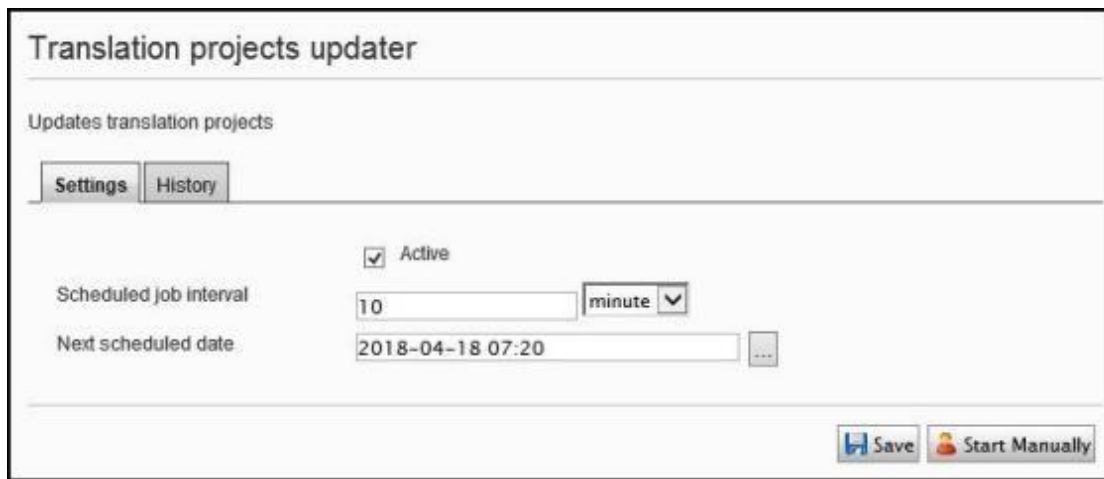 Translation projects updater
Updates translation projects
Settings History
Active
Scheduled job interval 10 minute
Next scheduled date 2018-04-18 07:20 ...
Save Start Manually